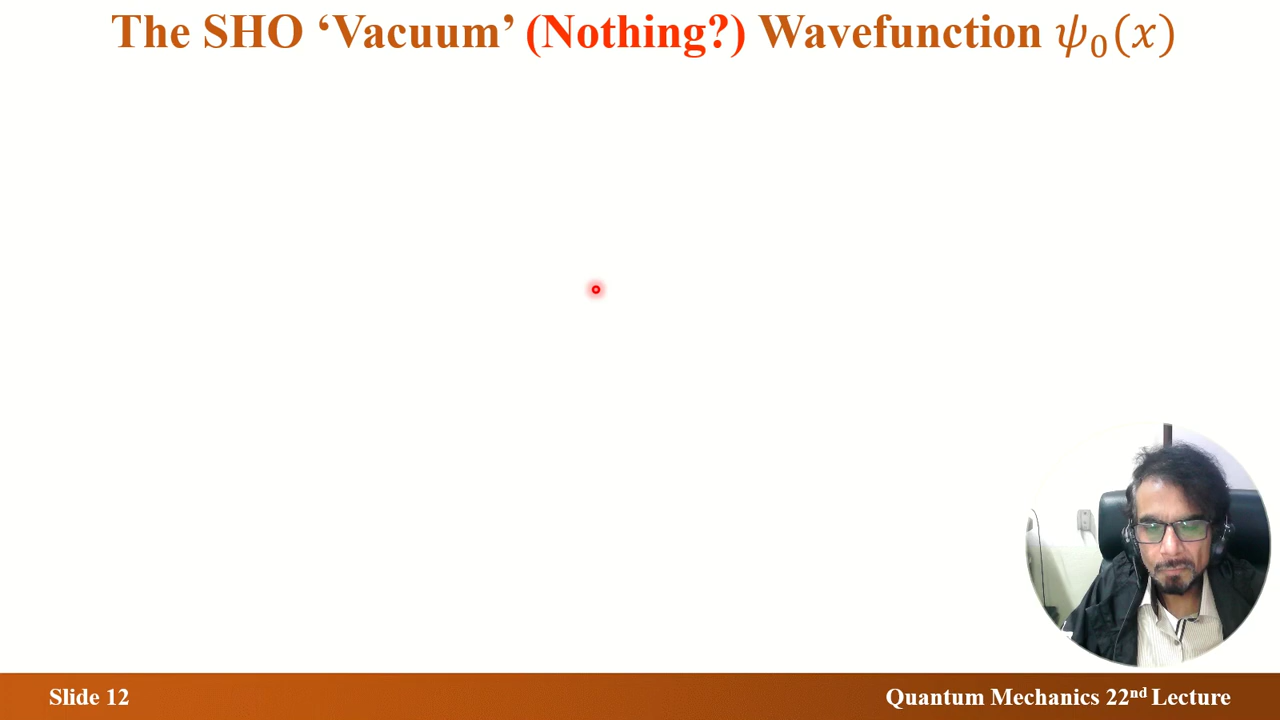 The SHO ‘Vacuum’ (Nothing?) Wavefunction ψ₀(x)
Slide 12
Quantum Mechanics 22nd Lecture